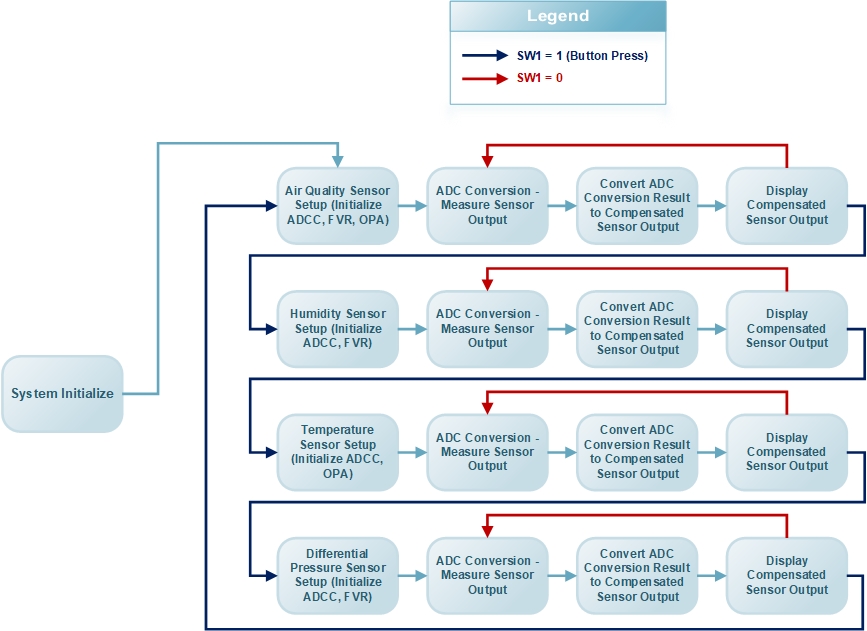 Legend
SW1 = 1 (Button Press)
SW1 = 0
System Initialize
Air Quality Sensor
Setup (Initialize
ADCC, FVR, OPA)
ADC Conversion -
Measure Sensor
Output
Convert ADC
Conversion Result
to Compensated
Sensor Output
Display
Compensated
Sensor Output
Humidity Sensor
Setup (Initialize
ADCC, FVR)
ADC Conversion -
Measure Sensor
Output
Convert ADC
Conversion Result
to Compensated
Sensor Output
Display
Compensated
Sensor Output
Temperature
Sensor Setup
(Initialize ADCC,
OPA)
ADC Conversion -
Measure Sensor
Output
Convert ADC
Conversion Result
to Compensated
Sensor Output
Display
Compensated
Sensor Output
Differential
Pressure Sensor
Setup (Initialize
ADCC, FVR)
ADC Conversion -
Measure Sensor
Output
Convert ADC
Conversion Result
to Compensated
Sensor Output
Display
Compensated
Sensor Output